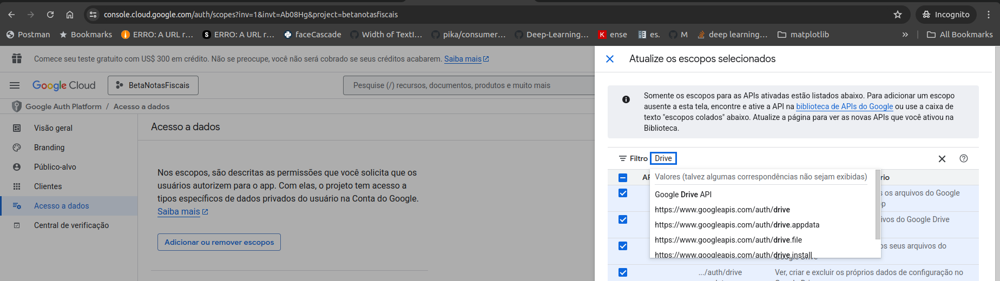 console.cloud.google.com/auth/scopes?inv=1&invt=Ab08Hg&project=betanotasfiscais
Incognito
Postman
Bookmarks
ERRO: A URL r...
ERRO: A URL r...
faceCascade
Width of TextI...
pika/consumer...
Deep-Learning...
ense
es.
M
deep learning...
matplotlib
»
All Bookmarks
Comece seu teste gratuito com US$ 300 em crédito. Não se preocupe, você não será cobrado se seus créditos acabarem. Saiba mais
Google Cloud
BetaNotasFiscais
Pesquise (/) recursos, documentos, produtos e muito mais
Google Auth Platform / Acesso a dados
Visão geral
Branding
Público-alvo
Clientes
Acesso a dados
Central de verificação
Acesso a dados
Nos escopos, são descritas as permissões que você solicita que os
usuários autorizem para o app. Com elas, o projeto tem acesso a
tipos específicos de dados privados do usuário na Conta do Google.
Saiba mais
Adicionar ou remover escopos
Atualize os escopos selecionados
Somente os escopos para as APIs ativadas estão listados abaixo. Para adicionar um escopo
ausente a esta tela, encontre e ative a API na biblioteca de APIs do Google ou use a caixa de
texto "escopos colados" abaixo. Atualize a página para ver as novas APIs que você ativou na
Biblioteca.
Filtro Drive
Valores (talvez algumas correspondências não sejam exibidas)
Google Drive API
https://www.googleapis.com/auth/drive
https://www.googleapis.com/auth/drive.appdata
https://www.googleapis.com/auth/drive.file
https://www.googleapis.com/auth/drive.install
os arquivos do Google
do Google Drive
seus arquivos do
Google Drive
.../auth/drive
Ver, criar e excluir os próprios dados de configuração no